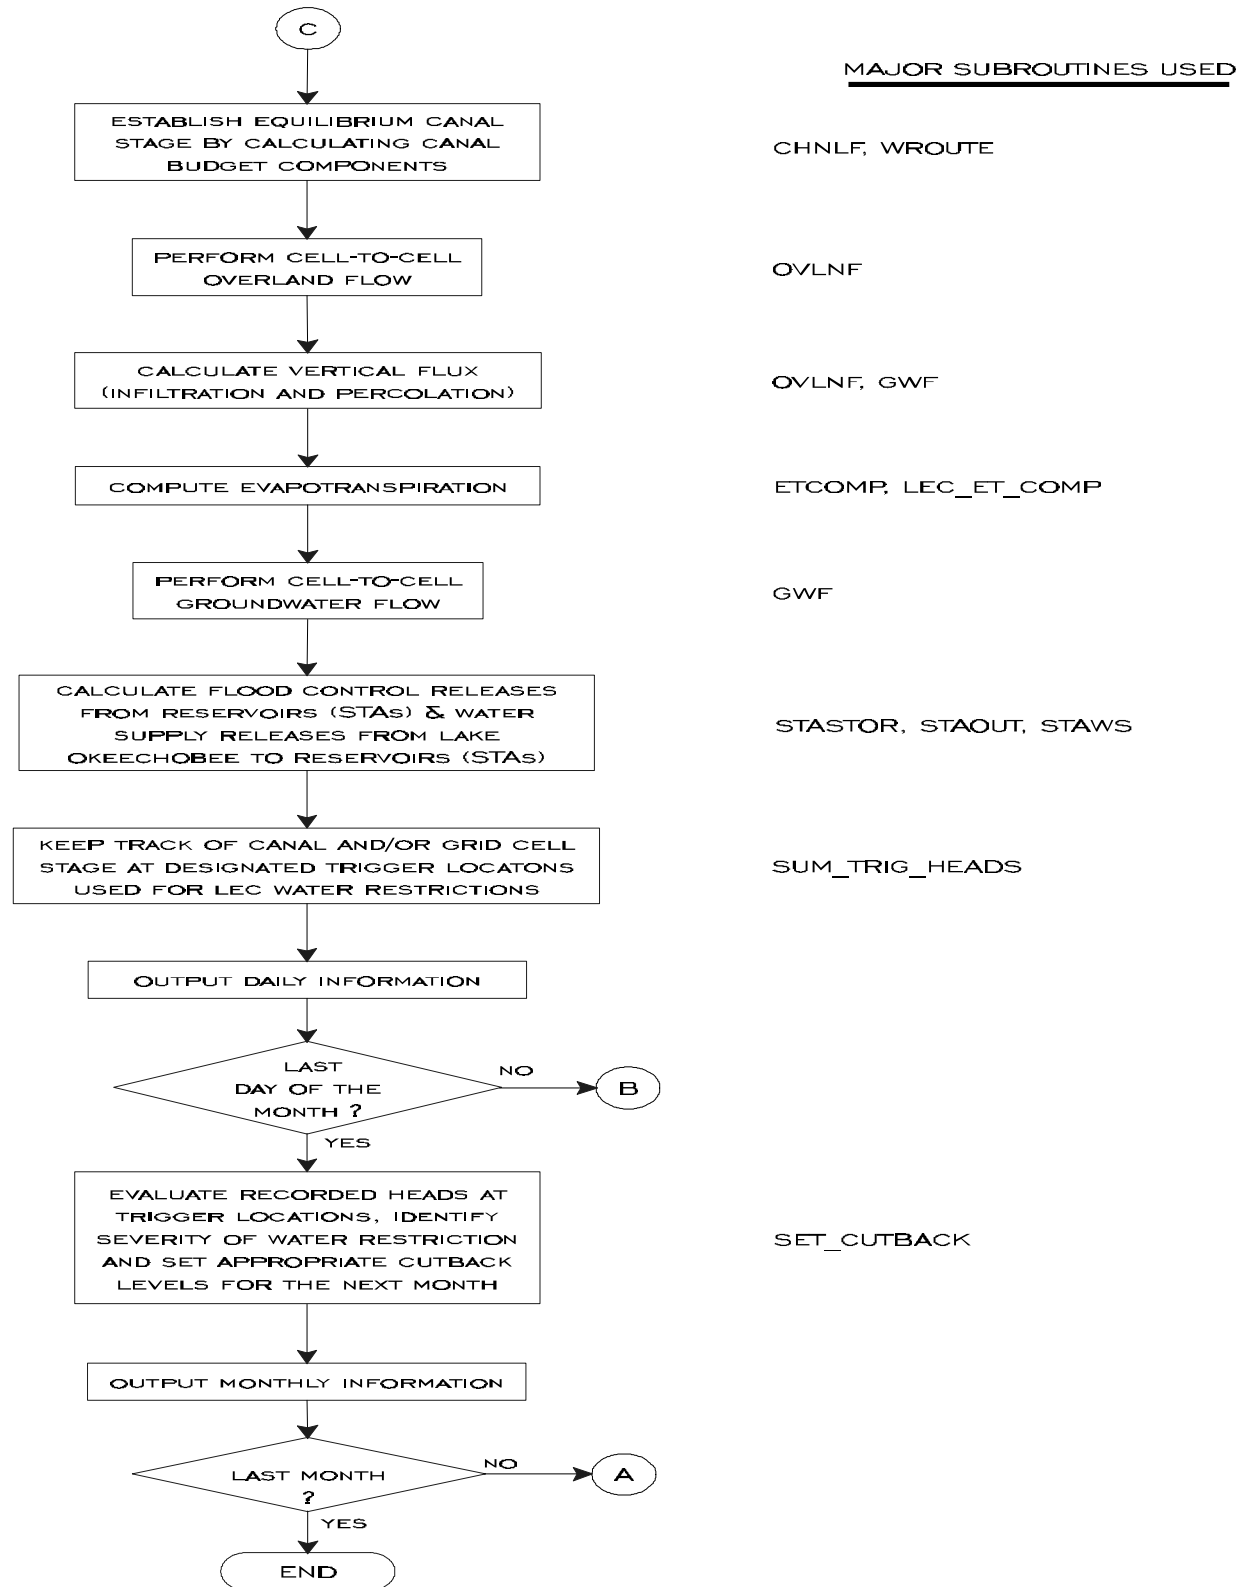 C
MAJOR SUBROUTINES USED
ESTABLISH EQUILIBRIUM CANAL
STAGE BY CALCULATING CANAL
BUDGET COMPONENTS
CHNLF, WROUTE
PERFORM CELL-TO-CELL
OVERLAND FLOW
OVLNF
CALCULATE VERTICAL FLUX
(INFILTRATION AND PERCOLATION)
OVLNF, GWF
COMPUTE EVAPOTRANSPIRATION
ETCOMP, LEC_ET_COMP
PERFORM CELL-TO-CELL
GROUNDWATER FLOW
GWF
CALCULATE FLOOD CONTROL RELEASES
FROM RESERVOIRS (STAs) & WATER
SUPPLY RELEASES FROM LAKE
OKEECHOBEE TO RESERVOIRS (STAs)
STASTOR, STAOUT, STAWS
KEEP TRACK OF CANAL AND/OR GRID CELL
STAGE AT DESIGNATED TRIGGER LOCATONS
USED FOR LEC WATER RESTRICTIONS
SUM_TRIG_HEADS
OUTPUT DAILY INFORMATION
LAST
DAY OF THE
MONTH ?
NO
B
YES
EVALUATE RECORDED HEADS AT
TRIGGER LOCATIONS, IDENTIFY
SEVERITY OF WATER RESTRICTION
AND SET APPROPRIATE CUTBACK
LEVELS FOR THE NEXT MONTH
SET_CUTBACK
OUTPUT MONTHLY INFORMATION
LAST MONTH
?
NO
A
YES
END